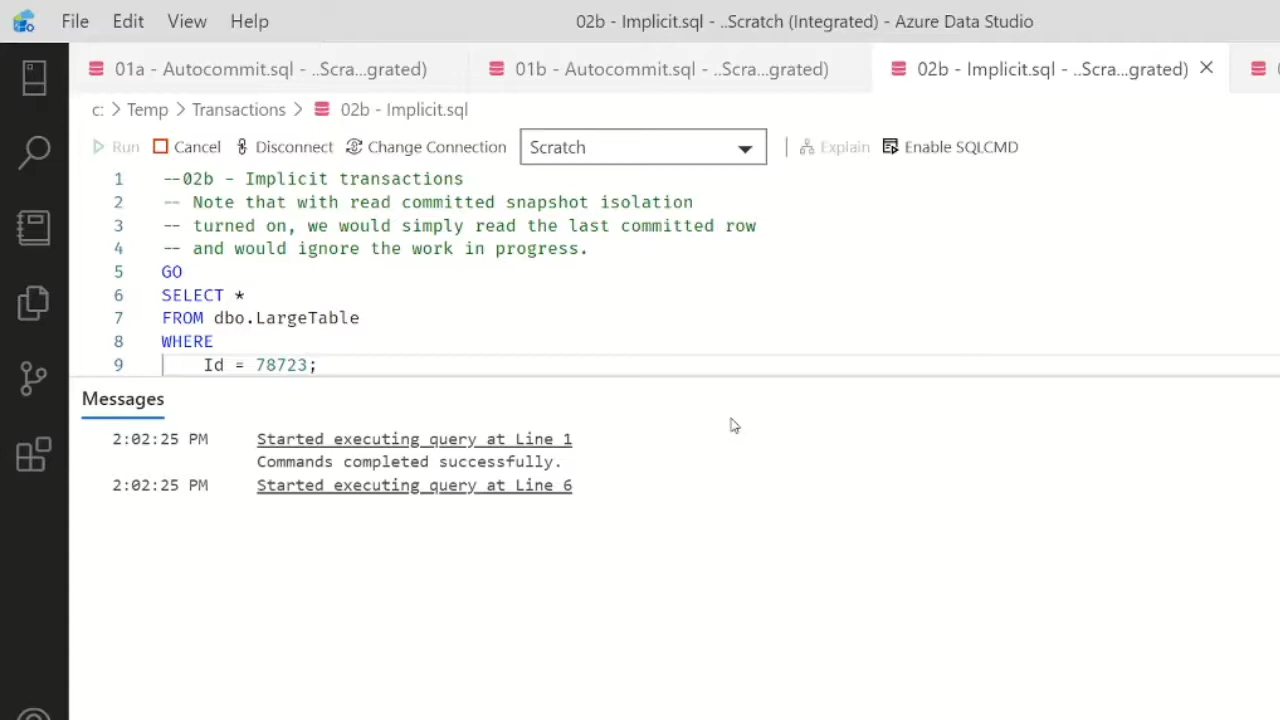 File Edit View Help
02b - Implicit.sql - ..Scratch (Integrated) - Azure Data Studio
01a - Autocommit.sql - ..Scra...grated)
01b - Autocommit.sql - ..Scra...grated)
02b - Implicit.sql - ..Scra...grated)
c: > Temp > Transactions > 02b - Implicit.sql
Run Cancel Disconnect Change Connection Scratch Explain Enable SQLCMD
1 --02b - Implicit transactions
2 -- Note that with read committed snapshot isolation
3 -- turned on, we would simply read the last committed row
4 -- and would ignore the work in progress.
5 GO
6 SELECT *
7 FROM dbo.LargeTable
8 WHERE
9 Id = 78723;
Messages
2:02:25 PM Started executing query at Line 1
Commands completed successfully.
2:02:25 PM Started executing query at Line 6